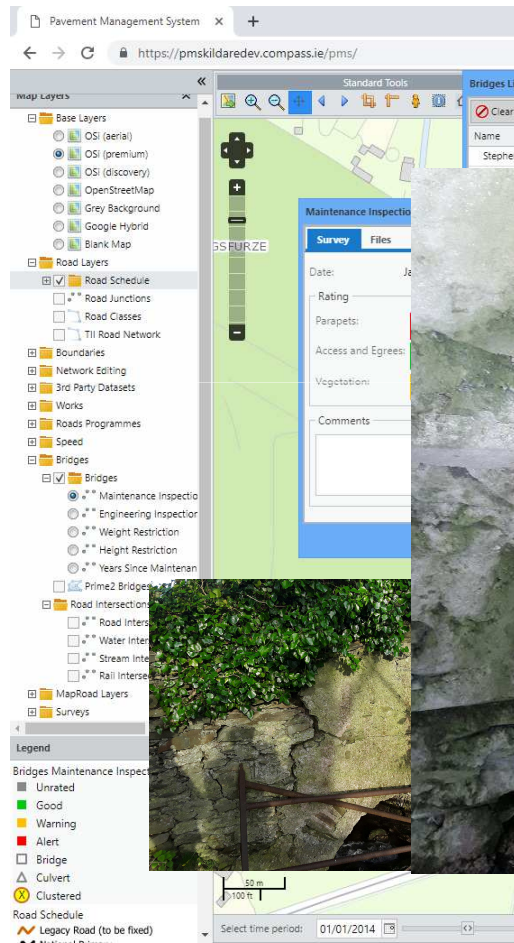 Pavement Management System
https://pmskildaredev.compass.ie/pms/
Map Layers
Base Layers
OSi (aerial)
OSi (premium)
OSi (discovery)
OpenStreetMap
Grey Background
Google Hybrid
Blank Map
Road Layers
Road Schedule
Road Junctions
Road Classes
TII Road Network
Boundaries
Network Editing
3rd Party Datasets
Works
Roads Programmes
Speed
Bridges
Bridges
Maintenance Inspectio
Engineering Inspection
Weight Restriction
Height Restriction
Years Since Maintenan
Prime2 Bridges
Road Intersections
Road Inters
Water Inter
Stream Inte
Rail Interse
MapRoad Layers
Surveys
Legend
Bridges Maintenance Inspect
Unrated
Good
Warning
Alert
Bridge
Culvert
Clustered
Road Schedule
Legacy Road (to be fixed)
National Primary
Standard Tools
GSFURZE
Bridges Li
Clear
Name
Stephe
Maintenance Inspectio
Survey Files
Date: Ja
Rating
Parapets:
Access and Egrees:
Vegetation:
Comments
50 m
100 ft
Select time period: 01/01/2014